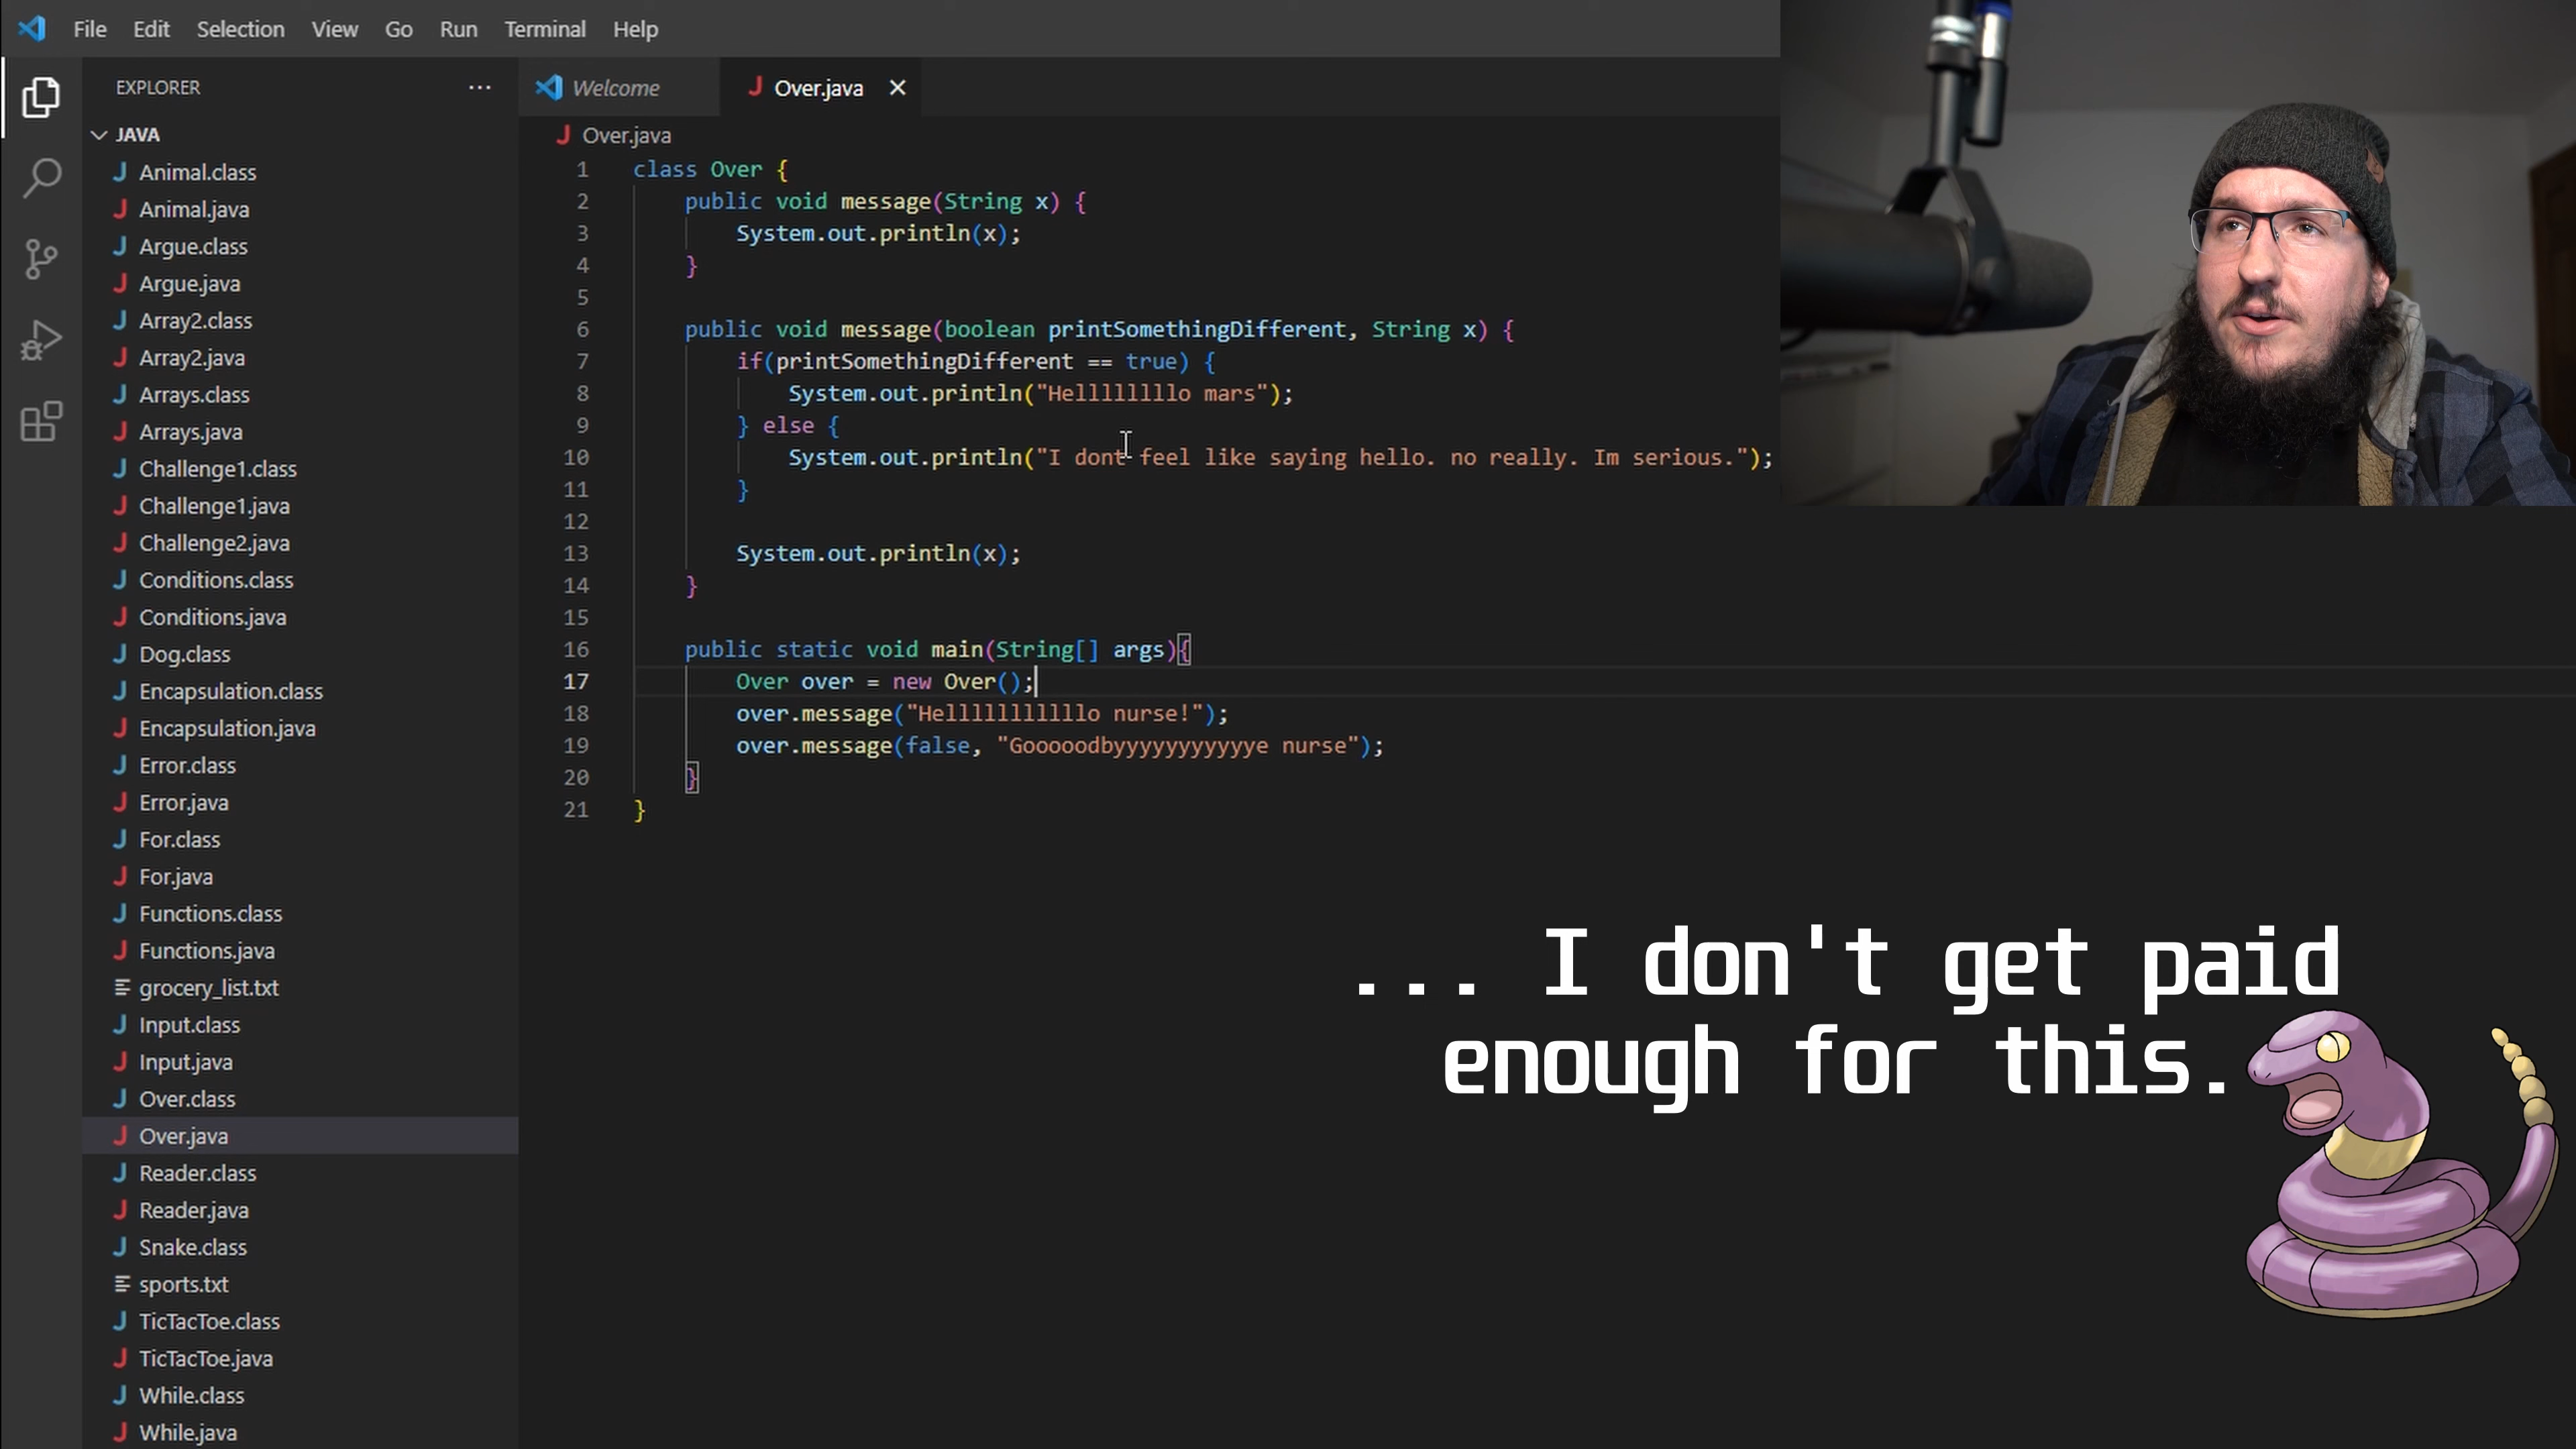 File Edit Selection View Go Run Terminal Help
EXPLORER ...
JAVA
Animal.class
Animal.java
Argue.class
Argue.java
Array2.class
Array2.java
Arrays.class
Arrays.java
Challenge1.class
Challenge1.java
Challenge2.java
Conditions.class
Conditions.java
Dog.class
Encapsulation.class
Encapsulation.java
Error.class
Error.java
For.class
For.java
Functions.class
Functions.java
grocery_list.txt
Input.class
Input.java
Over.class
Over.java
Reader.class
Reader.java
Snake.class
sports.txt
TicTacToe.class
TicTacToe.java
While.class
While.java
Welcome J Over.java
J Over.java
1 class Over {
2 public void message(String x) {
3 System.out.println(x);
4 }
5
6 public void message(boolean printSomethingDifferent, String x) {
7 if(printSomethingDifferent == true) {
8 System.out.println("Helllllllllo mars");
9 } else {
10 System.out.println("I dont feel like saying hello. no really. Im serious.");
11 }
12
13 System.out.println(x);
14 }
15
16 public static void main(String[] args){
17 Over over = new Over();
18 over.message("Helllllllllllo nurse!");
19 over.message(false, "Gooooodbyyyyyyyyyyye nurse");
20 }
21 }
... I don't get paid
enough for this.